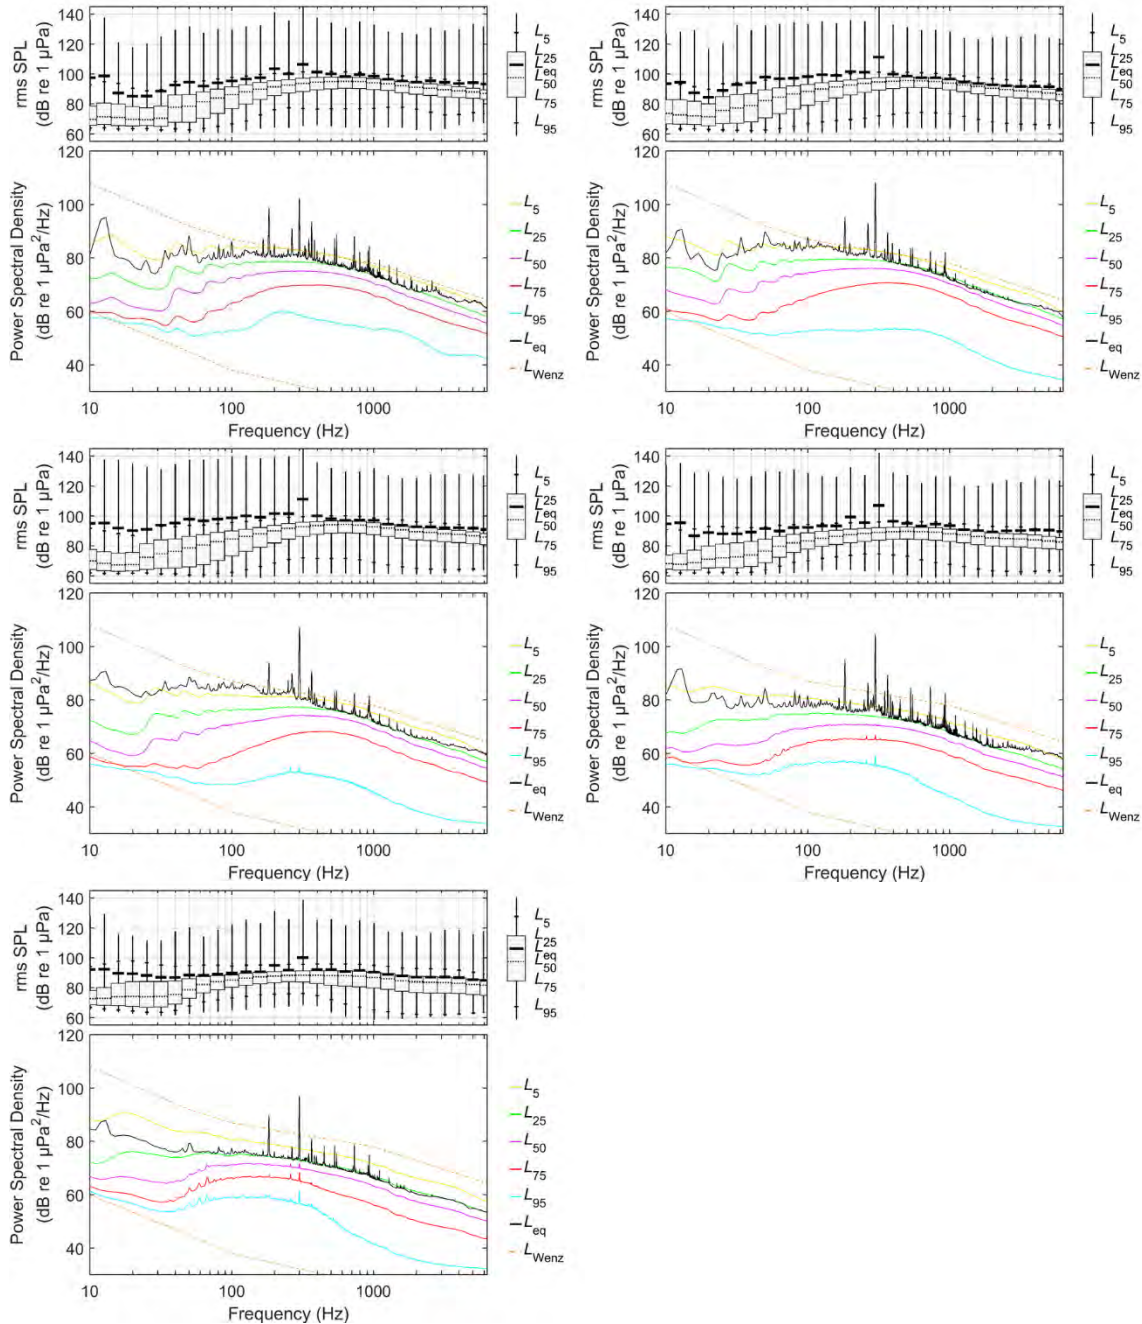 140
120
100
80
60
rms SPL
(dB re 1 µPa)
L5
L25
Leq
L50
L75
L95
140
120
100
80
60
rms SPL
(dB re 1 µPa)
L5
L25
Leq
L50
L75
L95
120
100
80
60
40
Power Spectral Density
(dB re 1 µPa²/Hz)
10 100 1000
Frequency (Hz)
L5
L25
L50
L75
L95
Leq
LWenz
120
100
80
60
40
Power Spectral Density
(dB re 1 µPa²/Hz)
10 100 1000
Frequency (Hz)
L5
L25
L50
L75
L95
Leq
LWenz
140
120
100
80
60
rms SPL
(dB re 1 µPa)
L5
L25
Leq
L50
L75
L95
140
120
100
80
60
rms SPL
(dB re 1 µPa)
L5
L25
Leq
L50
L75
L95
120
100
80
60
40
Power Spectral Density
(dB re 1 µPa²/Hz)
10 100 1000
Frequency (Hz)
L5
L25
L50
L75
L95
Leq
LWenz
120
100
80
60
40
Power Spectral Density
(dB re 1 µPa²/Hz)
10 100 1000
Frequency (Hz)
L5
L25
L50
L75
L95
Leq
LWenz
140
120
100
80
60
rms SPL
(dB re 1 µPa)
L5
L25
Leq
L50
L75
L95
120
100
80
60
40
Power Spectral Density
(dB re 1 µPa²/Hz)
10 100 1000
Frequency (Hz)
L5
L25
L50
L75
L95
Leq
LWenz